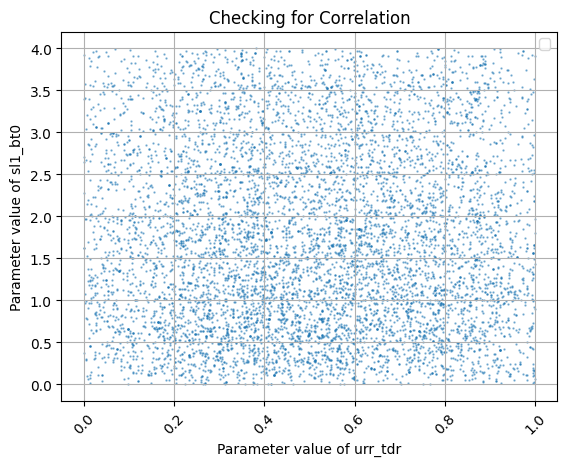 Checking for Correlation
4.0
3.5
3.0
2.5
2.0
1.5
1.0
0.5
0.0
Parameter value of sl1_bt0
0.0 0.2 0.4 0.6 0.8 1.0
Parameter value of urr_tdr